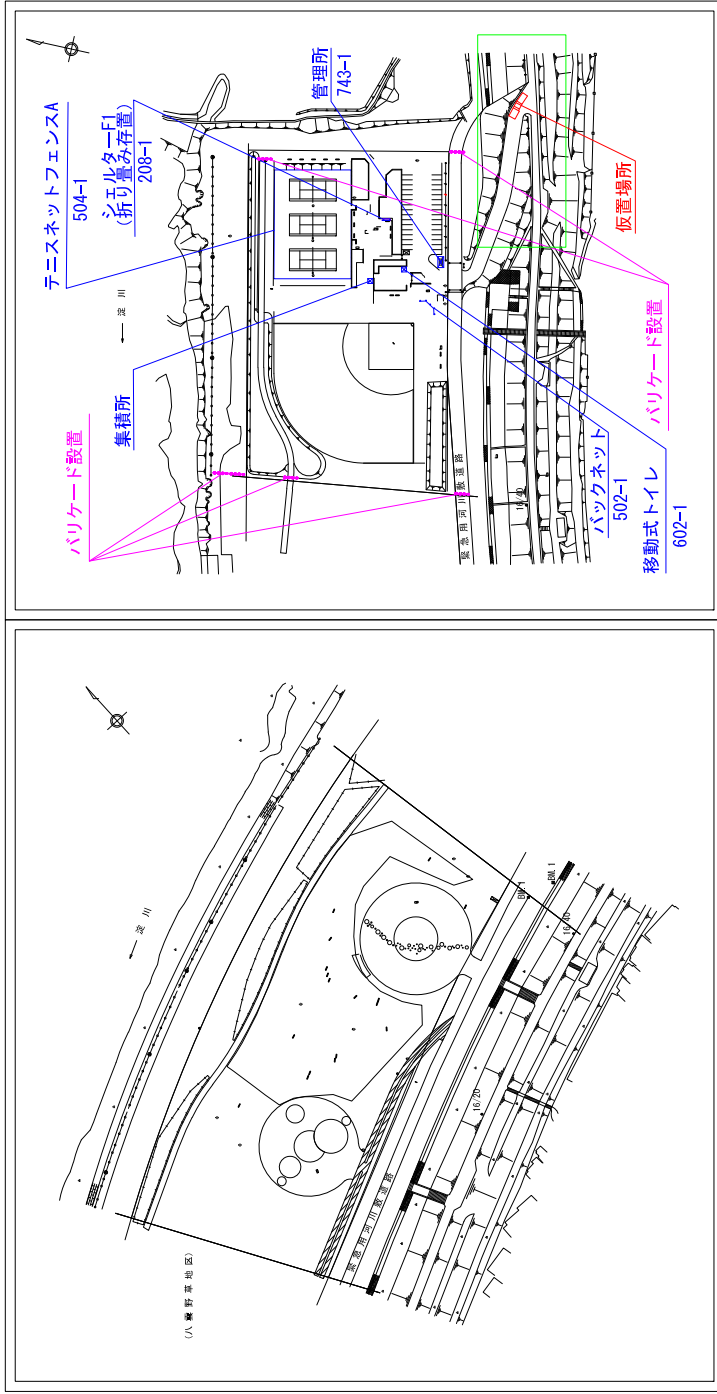 テニスネットフェンスA
504-1
シェルターF1
(折り畳み存置)
208-1
管理所
743-1
← 淀 川
集積所
バリケード設置
仮置場所
バリケード設置
バックネット
502-1
移動式トイレ
602-1
緊急用河川敷道路
16/40
← 淀 川
BM.1
BM.1
16/40
16/20
緊急用河川敷道路
(八雲野草地区)